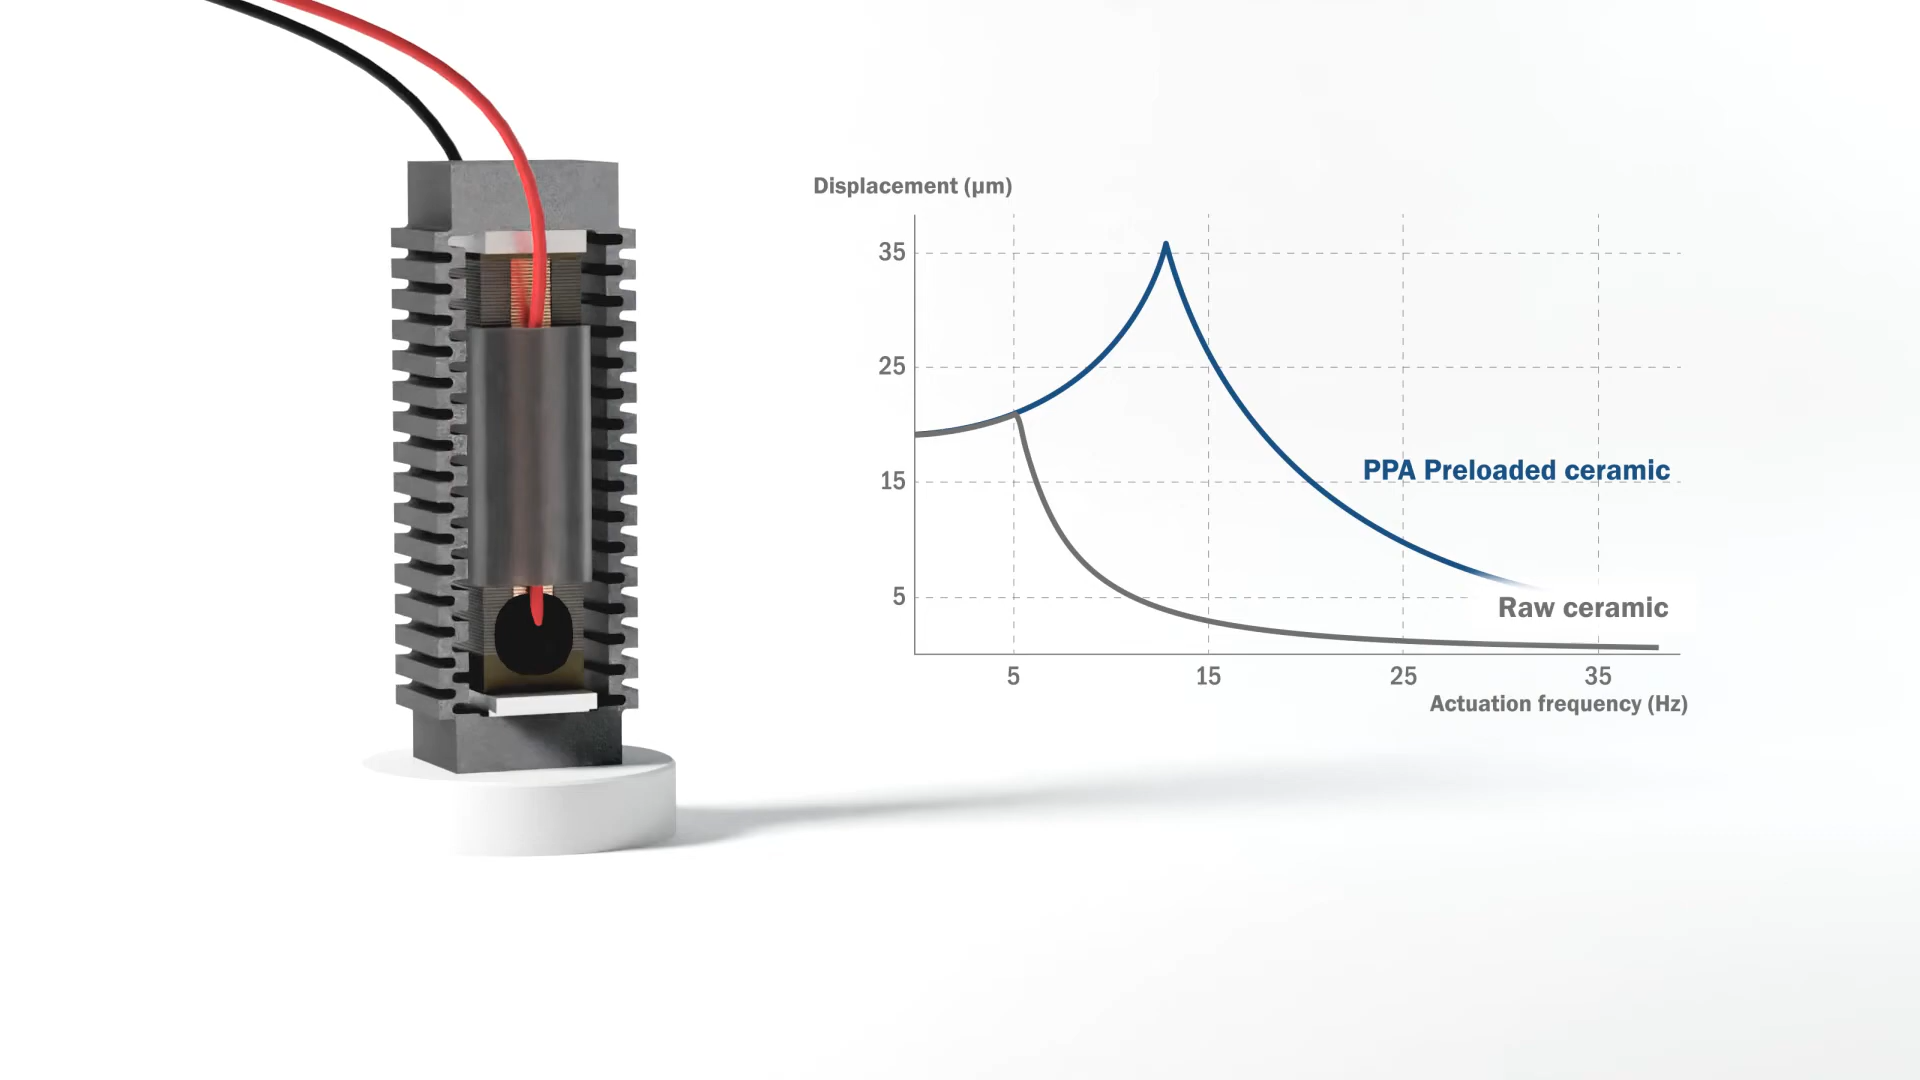 Displacement (µm)
35
25
15
5
PPA Preloaded ceramic
Raw ceramic
5 15 25 35
Actuation frequency (Hz)